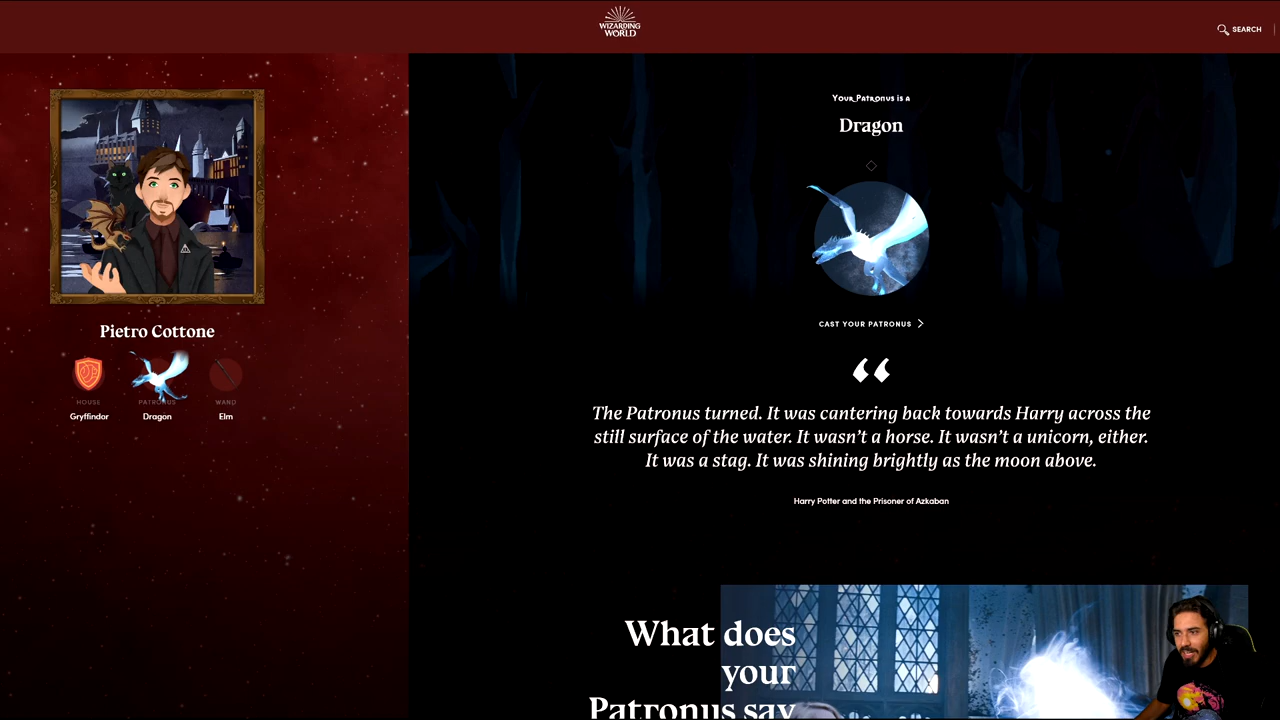 WIZARDING
WORLD
SEARCH
Pietro Cottone
HOUSE
PATRONUS
WAND
Gryffindor
Dragon
Elm
Your Patronus is a
Dragon
CAST YOUR PATRONUS
“
The Patronus turned. It was cantering back towards Harry across the
still surface of the water. It wasn’t a horse. It wasn’t a unicorn, either.
It was a stag. It was shining brightly as the moon above.
Harry Potter and the Prisoner of Azkaban
What does
your
Patronus say